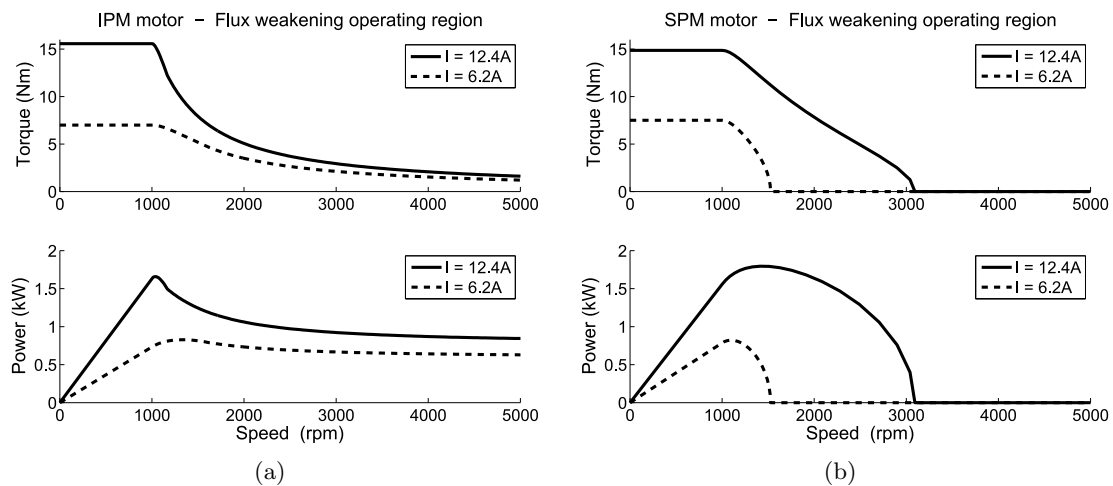 IPM motor − Flux weakening operating region
15
10
5
0
Torque (Nm)
I = 12.4A
I = 6.2A
0 1000 2000 3000 4000 5000
2
1.5
1
0.5
0
Power (kW)
I = 12.4A
I = 6.2A
0 1000 2000 3000 4000 5000
Speed (rpm)
(a)
SPM motor − Flux weakening operating region
15
10
5
0
Torque (Nm)
I = 12.4A
I = 6.2A
0 1000 2000 3000 4000 5000
2
1.5
1
0.5
0
Power (kW)
I = 12.4A
I = 6.2A
0 1000 2000 3000 4000 5000
Speed (rpm)
(b)